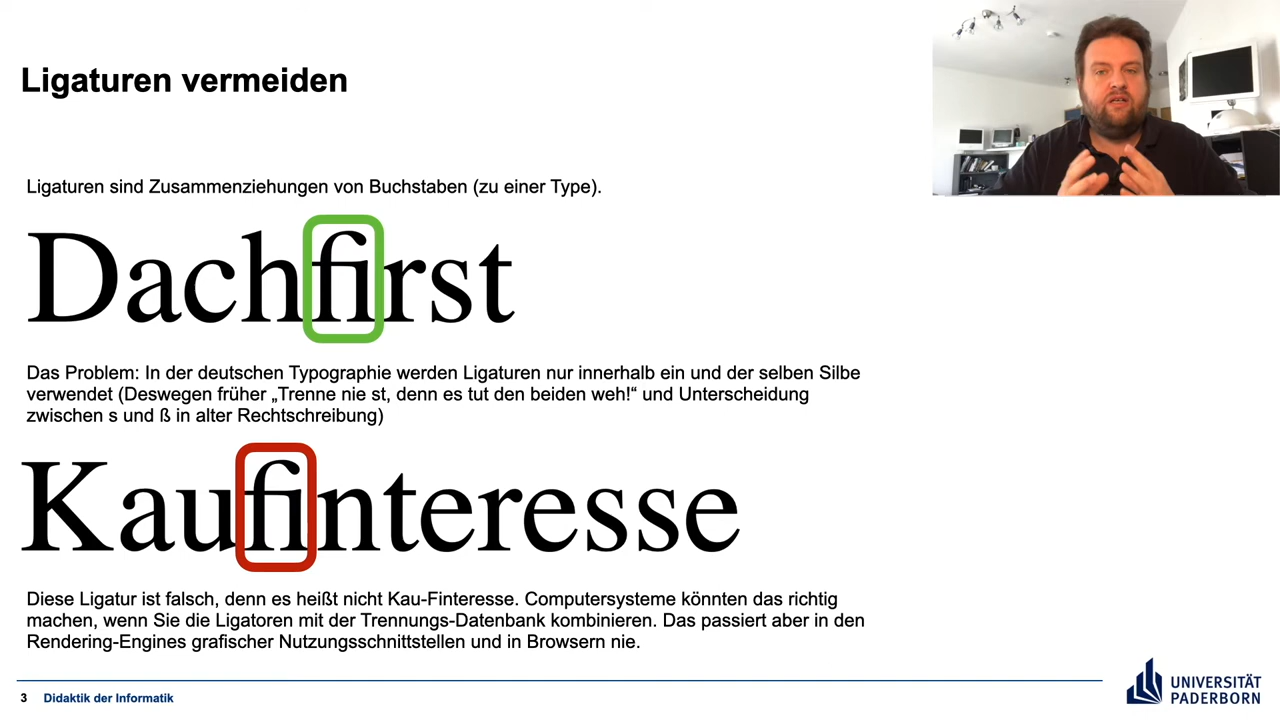 Ligaturen vermeiden
Ligaturen sind Zusammenziehungen von Buchstaben (zu einer Type).
Dachfirst
Das Problem: In der deutschen Typographie werden Ligaturen nur innerhalb ein und der selben Silbe
verwendet (Deswegen früher „Trenne nie st, denn es tut den beiden weh!“ und Unterscheidung
zwischen s und ß in alter Rechtschreibung)
Kaufinteresse
Diese Ligatur ist falsch, denn es heißt nicht Kau-Finteresse. Computersysteme könnten das richtig
machen, wenn Sie die Ligatoren mit der Trennungs-Datenbank kombinieren. Das passiert aber in den
Rendering-Engines grafischer Nutzungsschnittstellen und in Browsern nie.
3 Didaktik der Informatik
UNIVERSITÄT
PADERBORN